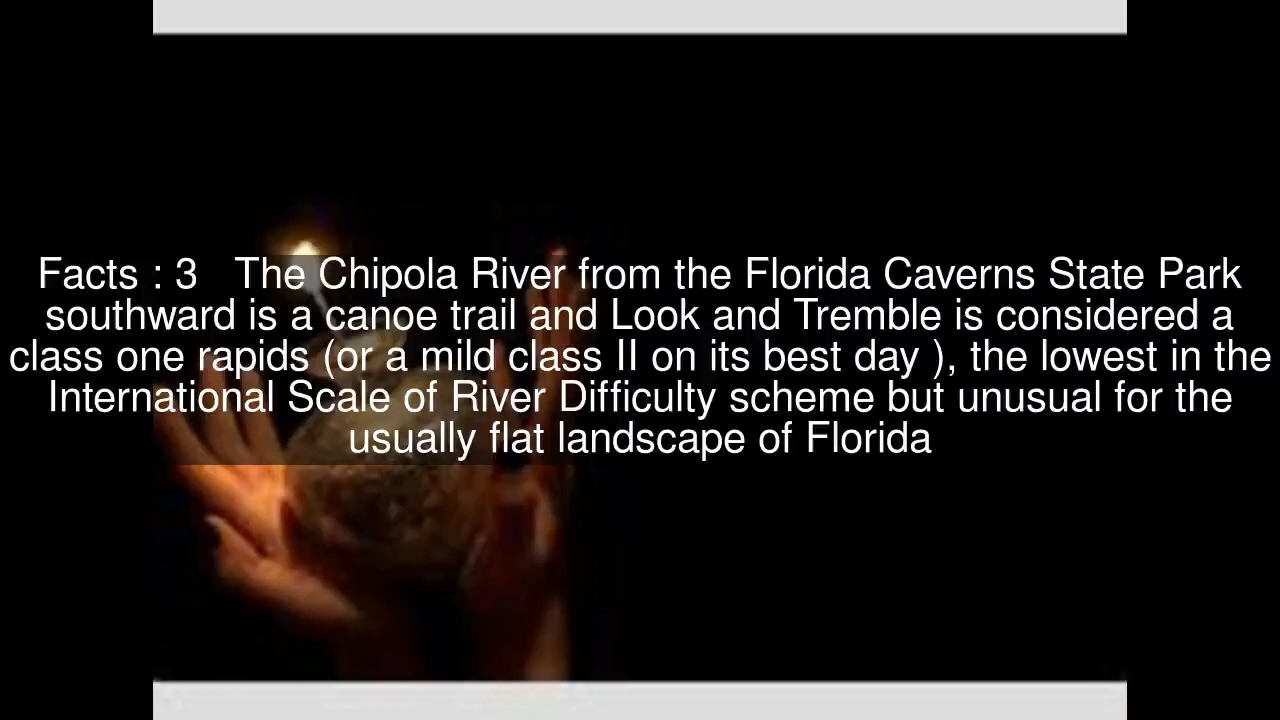 Facts : 3 The Chipola River from the Florida Caverns State Park
southward is a canoe trail and Look and Tremble is considered a
class one rapids (or a mild class II on its best day ), the lowest in the
International Scale of River Difficulty scheme but unusual for the
usually flat landscape of Florida